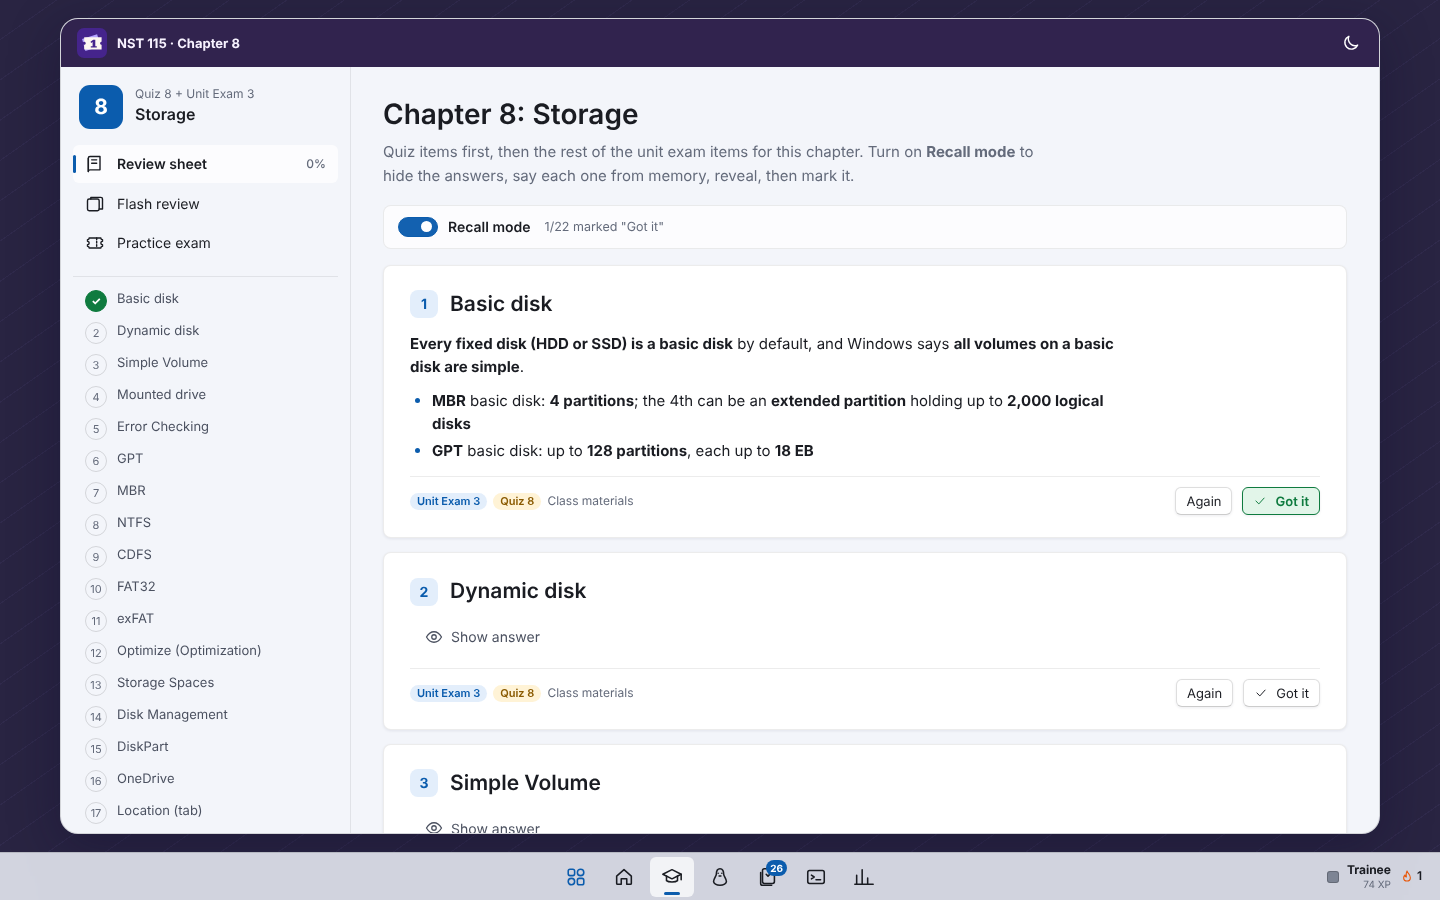 NST 115 · Chapter 8
8
Quiz 8 + Unit Exam 3
Storage
Review sheet 0%
Flash review
Practice exam
Basic disk
2 Dynamic disk
3 Simple Volume
4 Mounted drive
5 Error Checking
6 GPT
7 MBR
8 NTFS
9 CDFS
10 FAT32
11 exFAT
12 Optimize (Optimization)
13 Storage Spaces
14 Disk Management
15 DiskPart
16 OneDrive
17 Location (tab)
Chapter 8: Storage
Quiz items first, then the rest of the unit exam items for this chapter. Turn on Recall mode to
hide the answers, say each one from memory, reveal, then mark it.
Recall mode 1/22 marked "Got it"
1 Basic disk
Every fixed disk (HDD or SSD) is a basic disk by default, and Windows says all volumes on a basic
disk are simple.
• MBR basic disk: 4 partitions; the 4th can be an extended partition holding up to 2,000 logical
disks
• GPT basic disk: up to 128 partitions, each up to 18 EB
Unit Exam 3 Quiz 8 Class materials Again Got it
2 Dynamic disk
Show answer
Unit Exam 3 Quiz 8 Class materials Again Got it
3 Simple Volume
Show answer
26
Trainee
74 XP
1